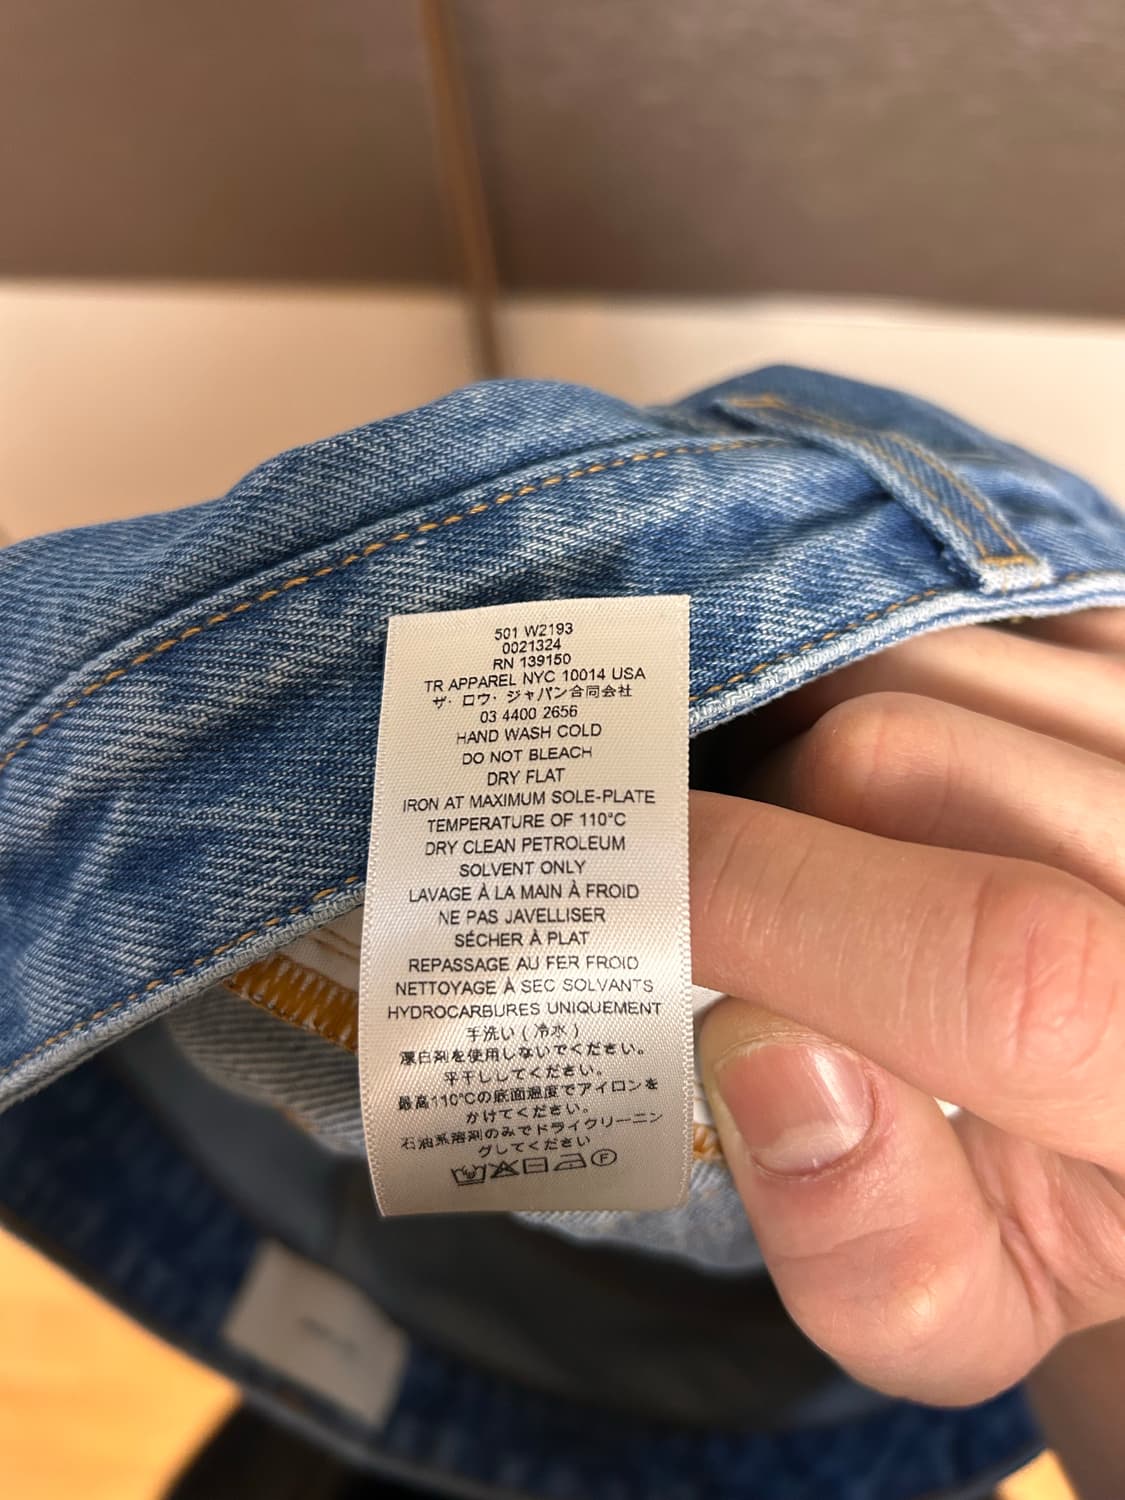 501 W2193
0021324
RN 139150
TR APPAREL NYC 10014 USA
ザ・ロウ・ジャパン合同会社
03 4400 2656
HAND WASH COLD
DO NOT BLEACH
DRY FLAT
IRON AT MAXIMUM SOLE-PLATE
TEMPERATURE OF 110°C
DRY CLEAN PETROLEUM
SOLVENT ONLY
LAVAGE À LA MAIN À FROID
NE PAS JAVELLISER
SÉCHER À PLAT
REPASSAGE AU FER FROID
NETTOYAGE À SEC SOLVANTS
HYDROCARBURES UNIQUEMENT
手洗い(冷水)
漂白剤を使用しないでください。
平干ししてください。
最高110°Cの底面温度でアイロンを
かけてください。
石油系溶剤のみでドライクリーニン
グしてください
F